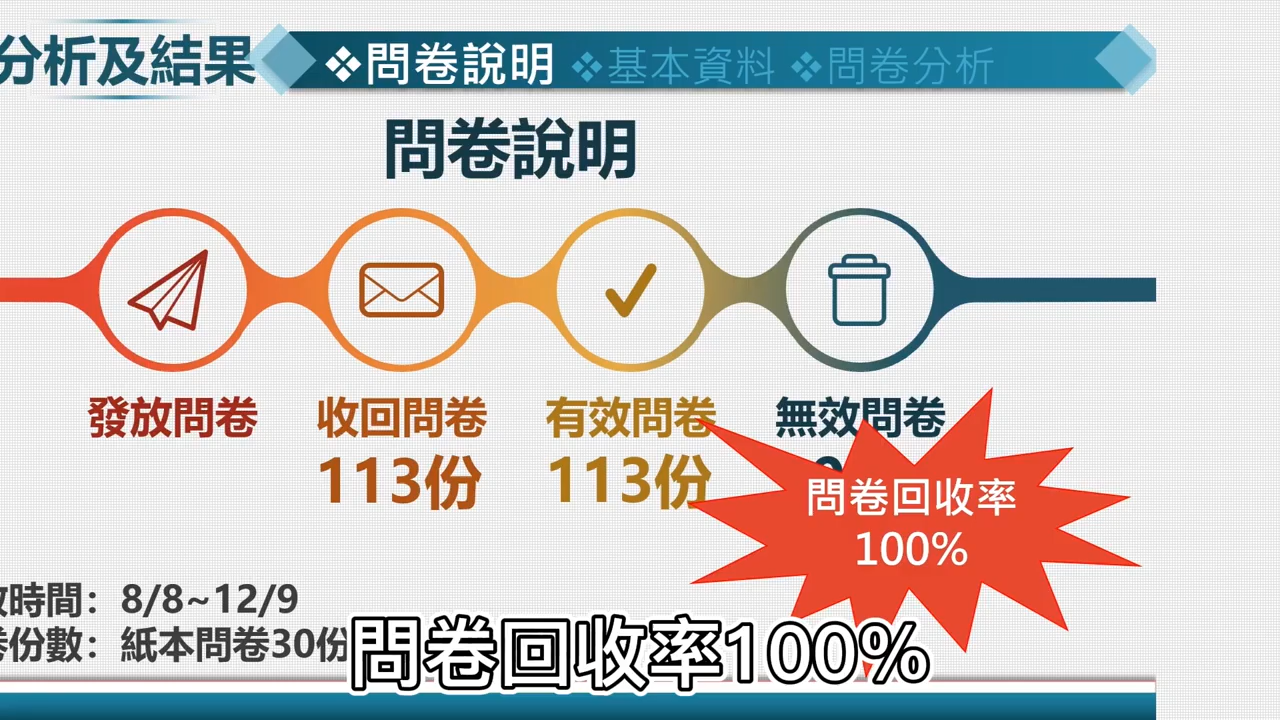 分析及結果
❖問卷說明 ❖基本資料 ❖問卷分析
問卷說明
發放問卷
收回問卷
113份
有效問卷
113份
無效問卷
問卷回收率
100%
時間：8/8~12/9
份數：紙本問卷30份
問卷回收率100%